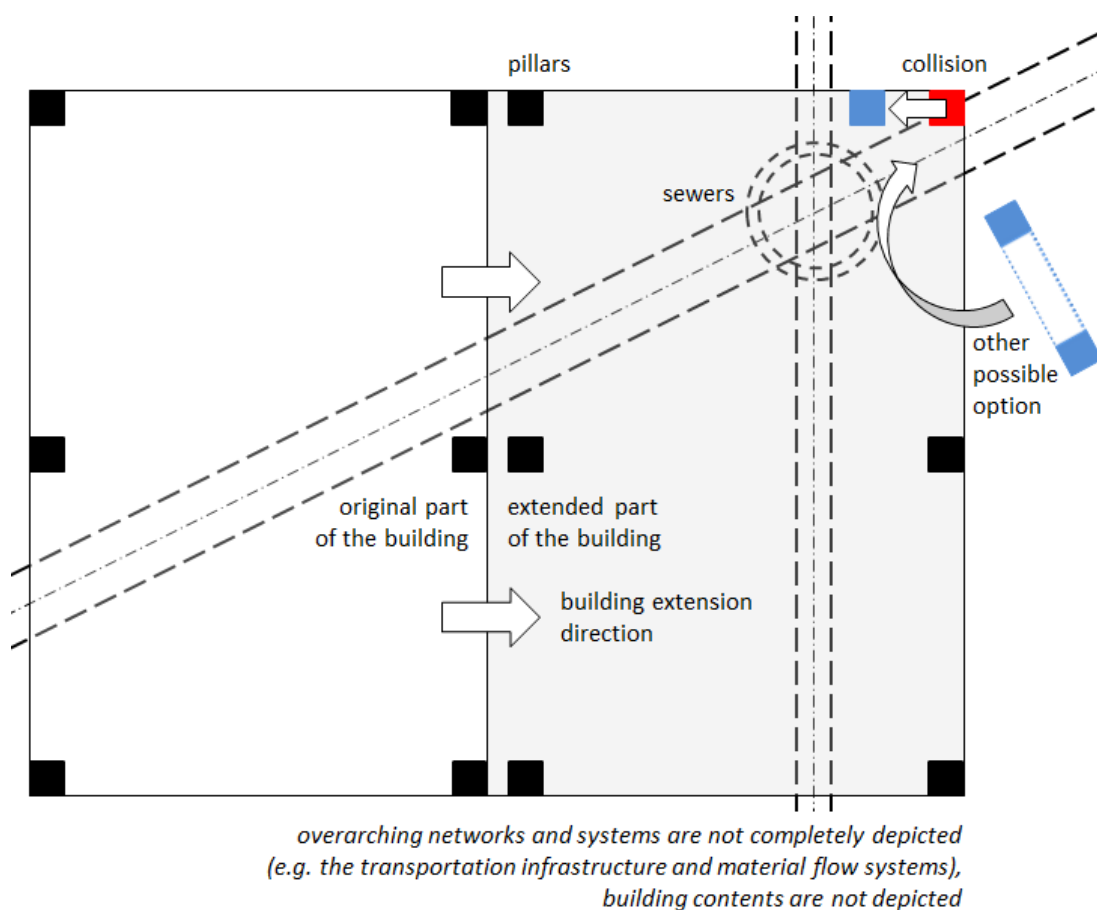 pillars
collision
sewers
other
possible
option
original part
of the building
extended part
of the building
building extension
direction
overarching networks and systems are not completely depicted
(e.g. the transportation infrastructure and material flow systems),
building contents are not depicted